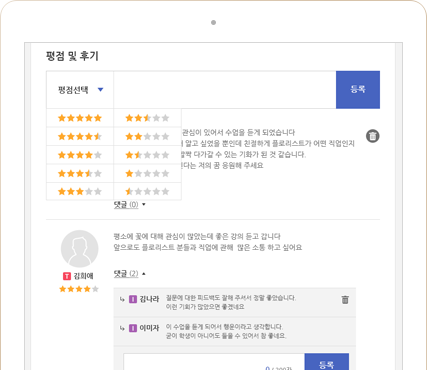 평점 및 후기
평점선택
등록
관심이 있어서 수업을 듣게 되었습니다
알고 싶었을 뿐인데 친절하게 플로리스트가 어떤 직업인지
다가갈 수 있는 기회가 된 것 같습니다.
다는 저의 꿈 응원해 주세요
댓글 (0)
평소에 꽃에 대해 관심이 많았는데 좋은 강의 듣고 갑니다
앞으로도 플로리스트 분들과 직업에 관해 많은 소통 하고 싶어요
T 김희애
댓글 (2)
I 김나라 질문에 대한 피드백도 잘해 주셔서 정말 좋았습니다.
이런 기회가 많았으면 좋겠네요
I 이미자 이 수업을 듣게 되어서 행운이라고 생각합니다.
굳이 학생이 아니어도 들을 수 있어서 참 좋네요.
등록